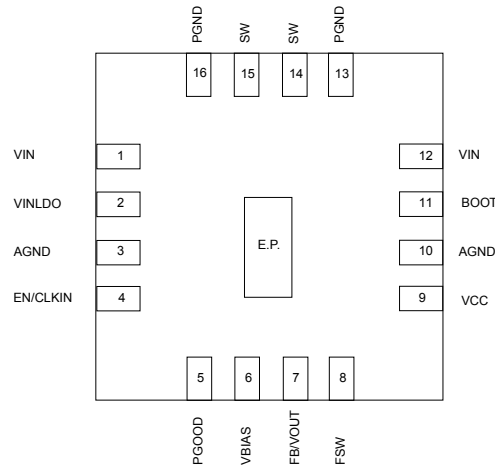 PGND
SW
SW
PGND
16
15
14
13
VIN
1
12
VIN
VINLDO
2
11
BOOT
AGND
3
E.P.
10
AGND
EN/CLKIN
4
9
VCC
5
6
7
8
PGOOD
VBIAS
FB/VOUT
FSW